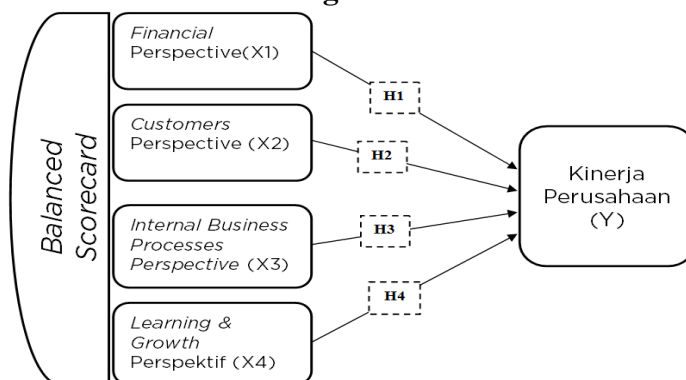 Balanced
Scorecard
Financial
Perspective(X1)
Customers
Perspective (X2)
Internal Business
Processes
Perspective (X3)
Learning &
Growth
Perspektif (X4)
H1
H2
H3
H4
Kinerja
Perusahaan
(Y)